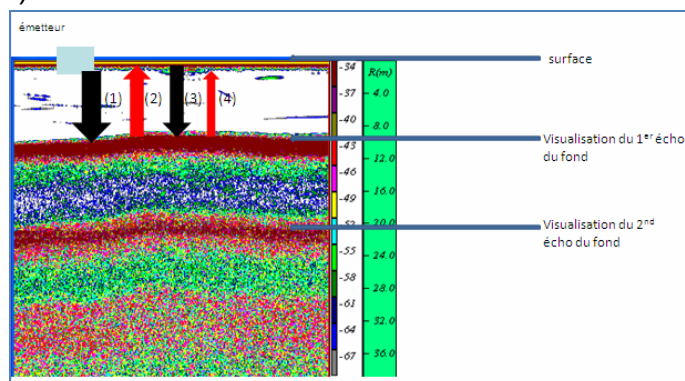 émetteur
surface
(1) (2) (3) (4)
-34
-37
-40
-43
-46
-49
-52
-55
-58
-61
-64
-67
R(m)
4.0
8.0
12.0
16.0
20.0
24.0
28.0
32.0
36.0
Visualisation du 1er écho
du fond
Visualisation du 2nd
écho du fond